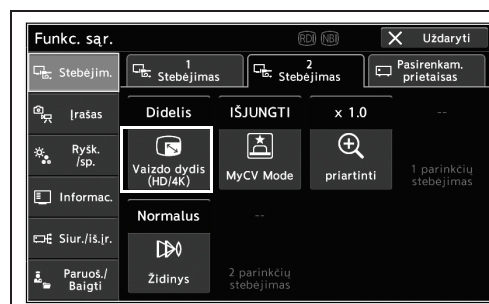 Funkc. sąr.
RDI NBI
Uždaryti
Stebėjim.
1
Stebėjimas
2
Stebėjimas
Pasirenkam.
prietaisas
Įrašas
Ryšk.
/sp.
Informac.
Siur./iš.įr.
Paruoš./
Baigti
Didelis
IŠJUNGTI
x 1.0
--
Vaizdo dydis
(HD/4K)
MyCV Mode
priartinti
1 parinkčių
stebėjimas
Normalus
--
Židinys
2 parinkčių
stebėjimas